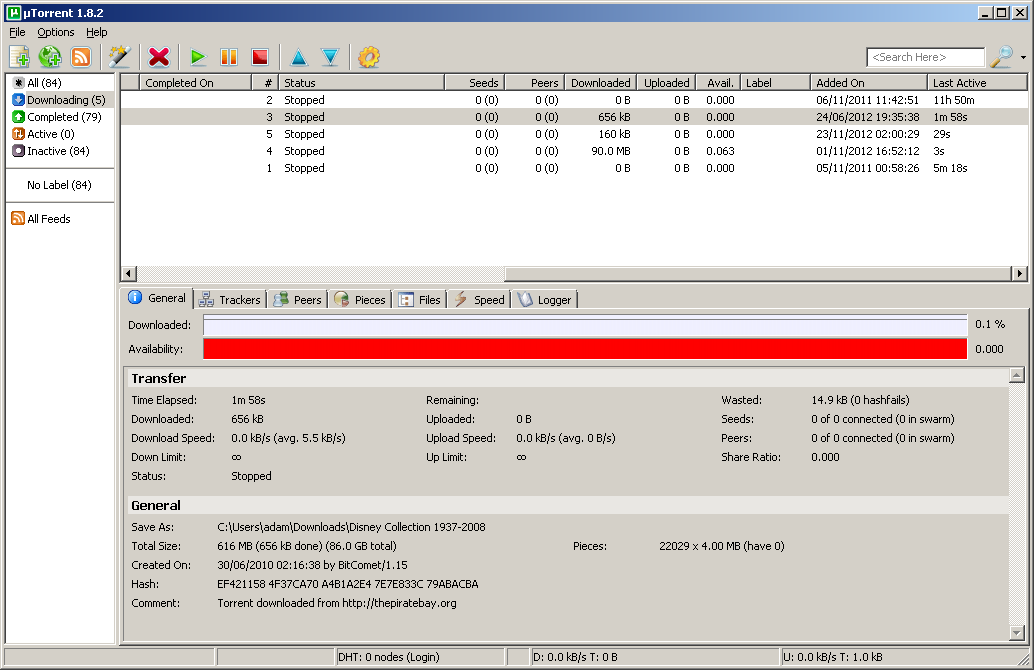 µTorrent 1.8.2
File Options Help
<Search Here>
All (84)
Downloading (5)
Completed (79)
Active (0)
Inactive (84)
No Label (84)
All Feeds
Completed On # Status Seeds Peers Downloaded Uploaded Avail. Label Added On Last Active
2 Stopped 0 (0) 0 (0) 0 B 0 B 0.000 06/11/2011 11:42:51 11h 50m
3 Stopped 0 (0) 0 (0) 656 kB 0 B 0.000 24/06/2012 19:35:38 1m 58s
5 Stopped 0 (0) 0 (0) 160 kB 0 B 0.000 23/11/2012 02:00:29 29s
4 Stopped 0 (0) 0 (0) 90.0 MB 0 B 0.063 01/11/2012 16:52:12 3s
1 Stopped 0 (0) 0 (0) 0 B 0 B 0.000 05/11/2011 00:58:26 5m 18s
General Trackers Peers Pieces Files Speed Logger
Downloaded: 0.1 %
Availability: 0.000
Transfer
Time Elapsed: 1m 58s Remaining: Wasted: 14.9 kB (0 hashfails)
Downloaded: 656 kB Uploaded: 0 B Seeds: 0 of 0 connected (0 in swarm)
Download Speed: 0.0 kB/s (avg. 5.5 kB/s) Upload Speed: 0.0 kB/s (avg. 0 B/s) Peers: 0 of 0 connected (0 in swarm)
Down Limit: ∞ Up Limit: ∞ Share Ratio: 0.000
Status: Stopped
General
Save As: C:\Users\adam\Downloads\Disney Collection 1937-2008
Total Size: 616 MB (656 kB done) (86.0 GB total) Pieces: 22029 x 4.00 MB (have 0)
Created On: 30/06/2010 02:16:38 by BitComet/1.15
Hash: EF421158 4F37CA70 A4B1A2E4 7E7E833C 79ABACBA
Comment: Torrent downloaded from http://thepiratebay.org
DHT: 0 nodes (Login) D: 0.0 kB/s T: 0 B U: 0.0 kB/s T: 1.0 kB